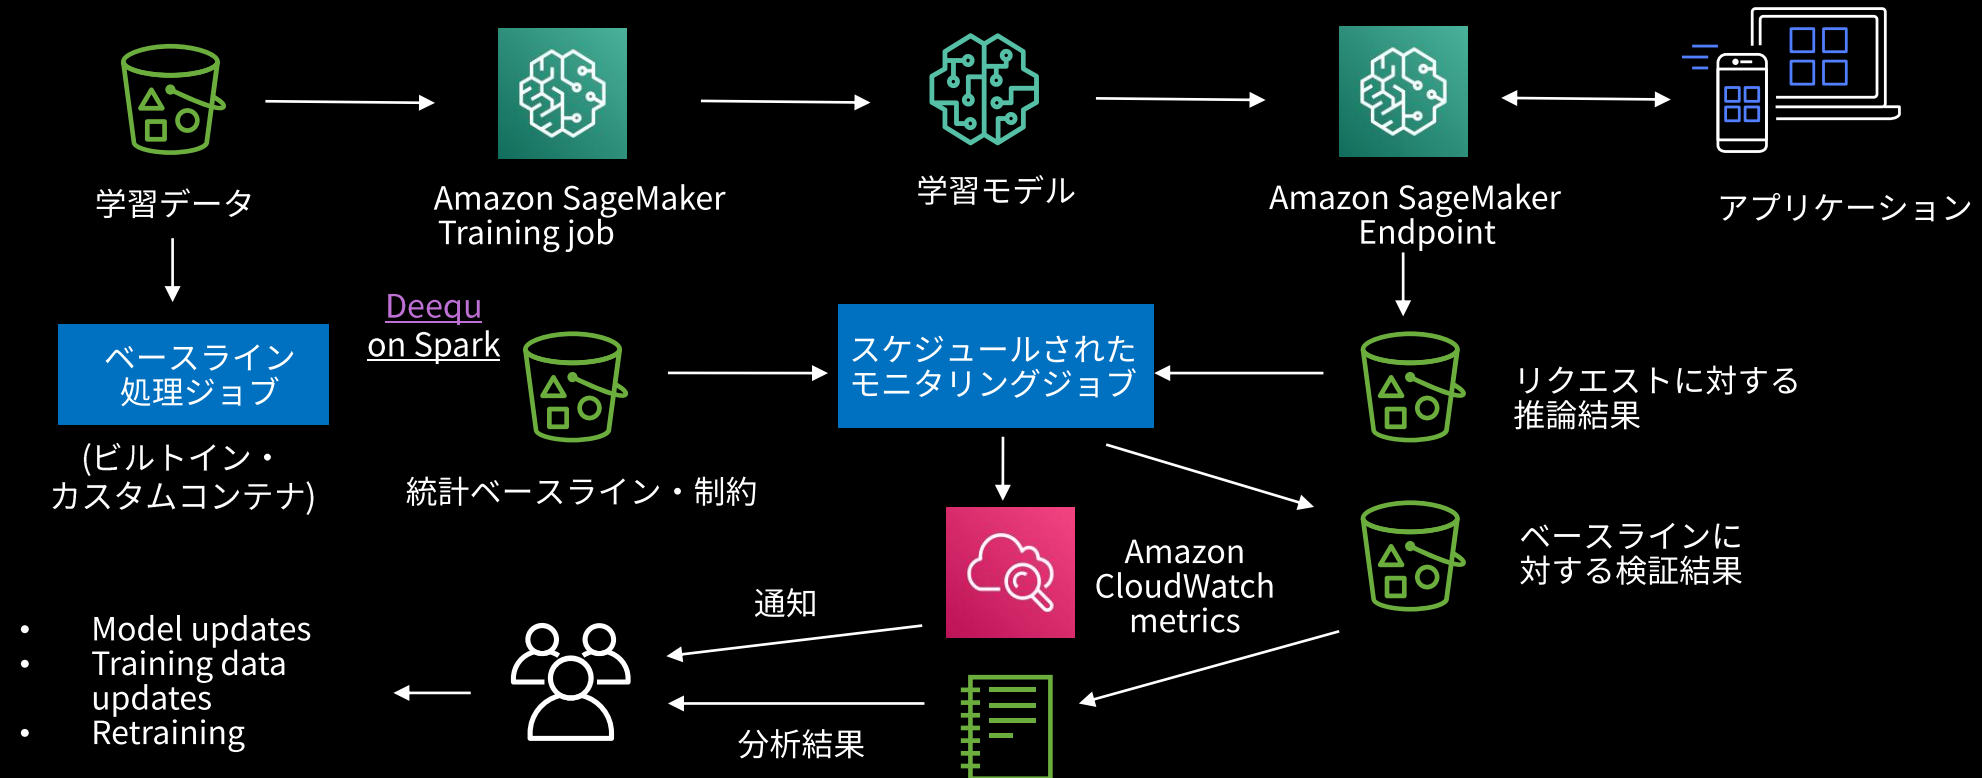 学習データ
Amazon SageMaker
Training job
学習モデル
Amazon SageMaker
Endpoint
アプリケーション
ベースライン
処理ジョブ
(ビルトイン・
カスタムコンテナ)
Deequ
on Spark
統計ベースライン・制約
スケジュールされた
モニタリングジョブ
リクエストに対する
推論結果
Amazon
CloudWatch
metrics
ベースラインに
対する検証結果
通知
分析結果
• Model updates
• Training data
updates
• Retraining